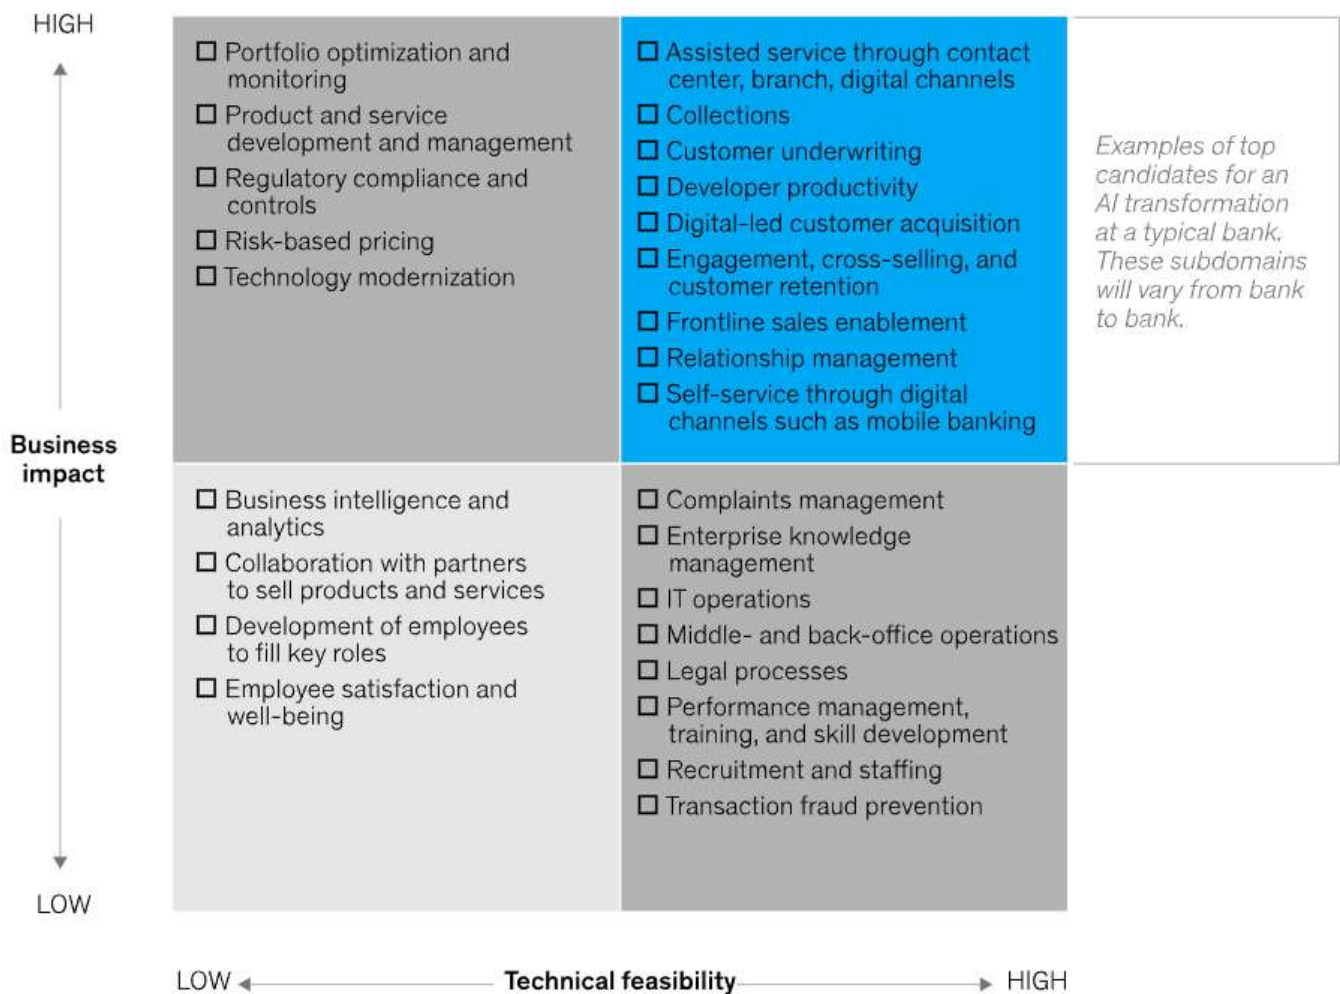 HIGH
Portfolio optimization and
monitoring
Product and service
development and management
Regulatory compliance and
controls
Risk-based pricing
Technology modernization
Assisted service through contact
center, branch, digital channels
Collections
Customer underwriting
Developer productivity
Digital-led customer acquisition
Engagement, cross-selling, and
customer retention
Frontline sales enablement
Relationship management
Self-service through digital
channels such as mobile banking
Examples of top
candidates for an
AI transformation
at a typical bank.
These subdomains
will vary from bank
to bank.
Business
impact
Business intelligence and
analytics
Collaboration with partners
to sell products and services
Development of employees
to fill key roles
Employee satisfaction and
well-being
Complaints management
Enterprise knowledge
management
IT operations
Middle- and back-office operations
Legal processes
Performance management,
training, and skill development
Recruitment and staffing
Transaction fraud prevention
LOW
LOW
Technical feasibility
HIGH